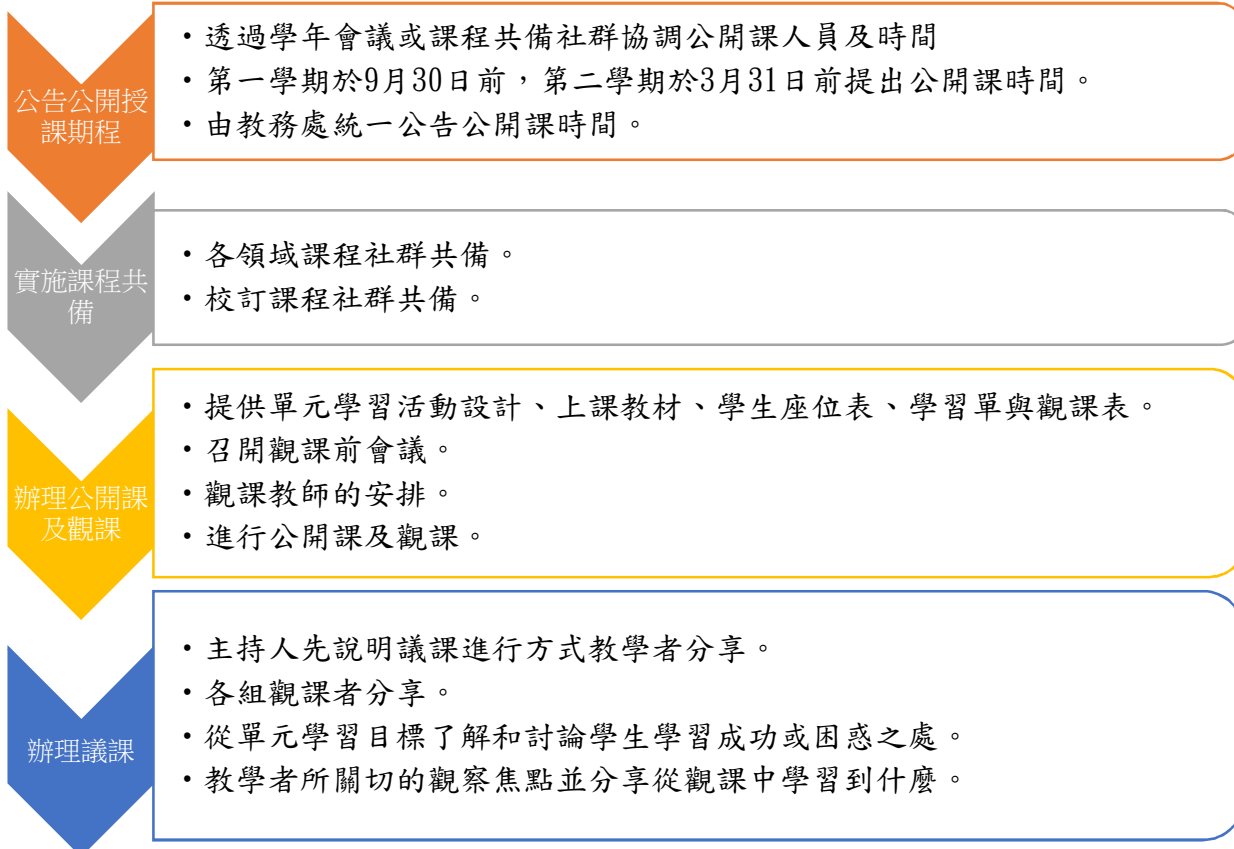 公告公開授
課期程
・透過學年會議或課程共備社群協調公開課人員及時間
・第一學期於9月30日前，第二學期於3月31日前提出公開課時間。
・由教務處統一公告公開課時間。
實施課程共
備
・各領域課程社群共備。
・校訂課程社群共備。
辦理公開課
及觀課
・提供單元學習活動設計、上課教材、學生座位表、學習單與觀課表。
・召開觀課前會議。
・觀課教師的安排。
・進行公開課及觀課。
辦理議課
・主持人先說明議課進行方式教學者分享。
・各組觀課者分享。
・從單元學習目標了解和討論學生學習成功或困惑之處。
・教學者所關切的觀察焦點並分享從觀課中學習到什麼。